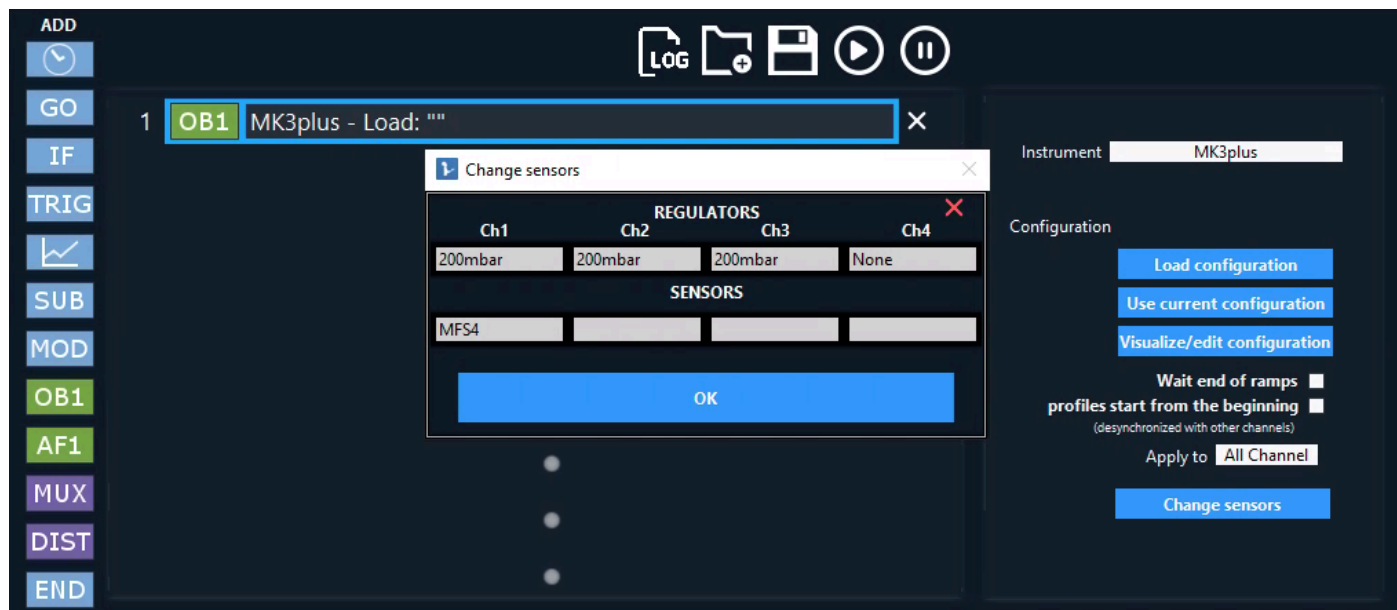 ADD
LOG
GO
IF
TRIG
SUB
MOD
OB1
AF1
MUX
DIST
END
1 OB1 MK3plus - Load: ""
Change sensors
REGULATORS
Ch1 Ch2 Ch3 Ch4
200mbar 200mbar 200mbar None
SENSORS
MFS4
OK
Instrument MK3plus
Configuration
Load configuration
Use current configuration
Visualize/edit configuration
Wait end of ramps
profiles start from the beginning
(desynchronized with other channels)
Apply to All Channel
Change sensors